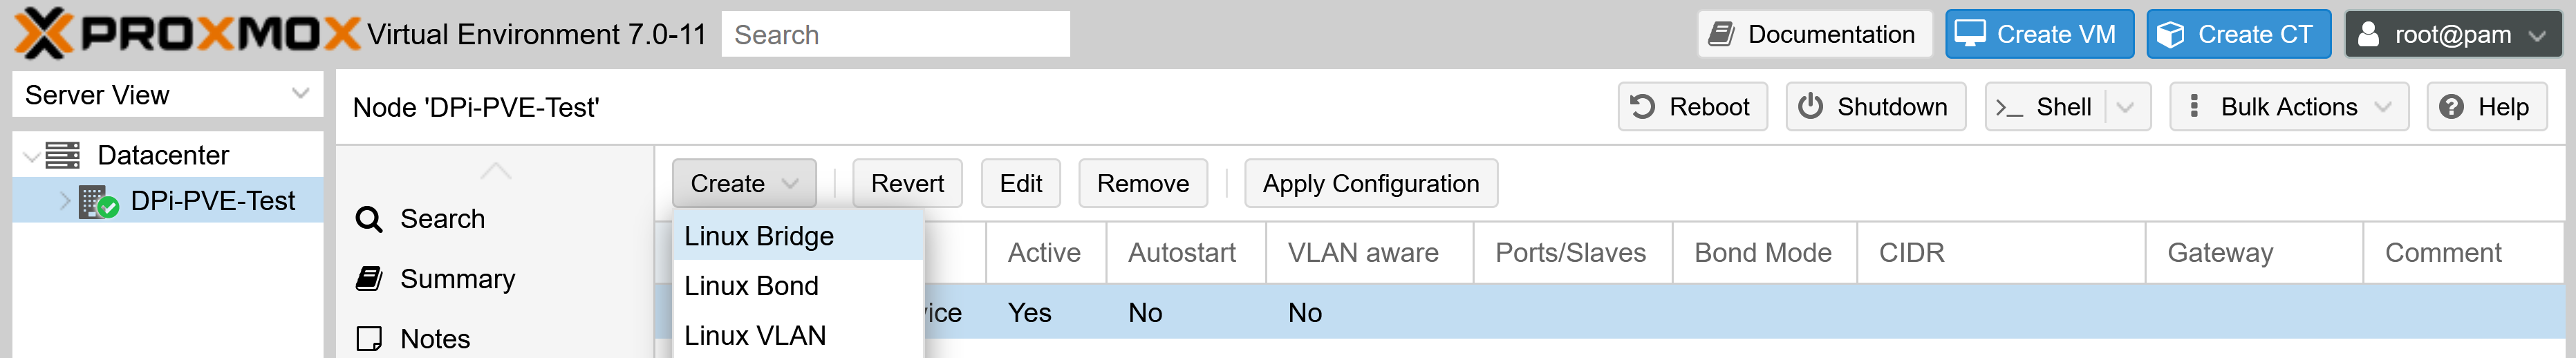 PROXMOX Virtual Environment 7.0-11 Search Documentation Create VM Create CT root@pam
Server View
Node 'DPi-PVE-Test' Reboot Shutdown >_ Shell Bulk Actions Help
Datacenter
DPi-PVE-Test
Create Revert Edit Remove Apply Configuration
Search
Summary
Notes
Linux Bridge
Linux Bond
Linux VLAN
Active Autostart VLAN aware Ports/Slaves Bond Mode CIDR Gateway Comment
vice Yes No No